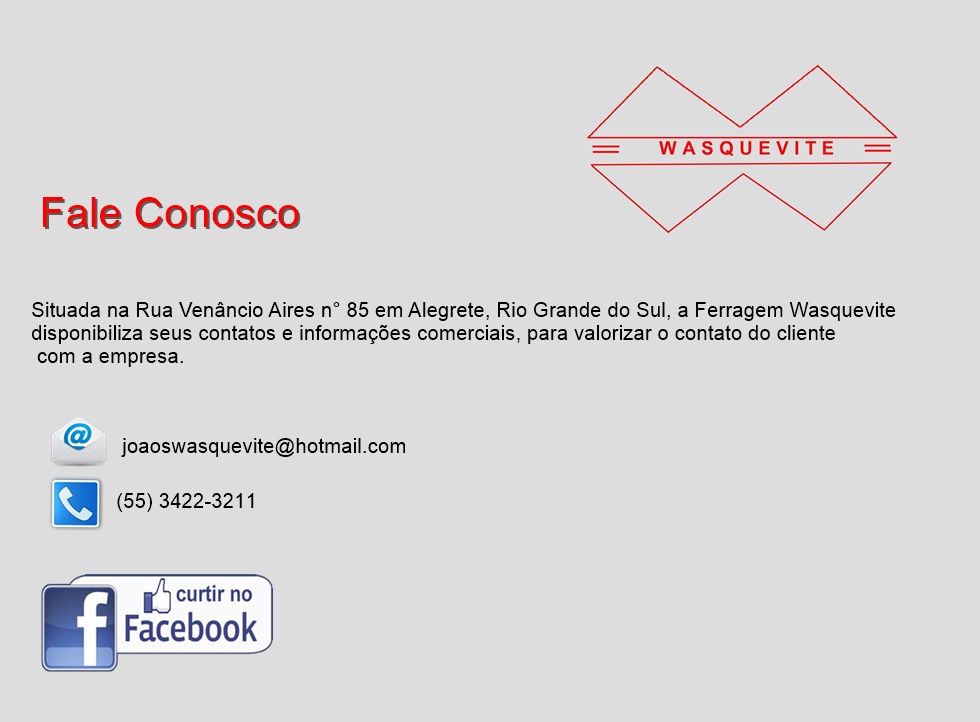 WASQUEVITE
Fale Conosco
Situada na Rua Venâncio Aires n° 85 em Alegrete, Rio Grande do Sul, a Ferragem Wasquevite
disponibiliza seus contatos e informações comerciais, para valorizar o contato do cliente
com a empresa.
@
joaoswasquevite@hotmail.com
(55) 3422-3211
curtir no
f Facebook